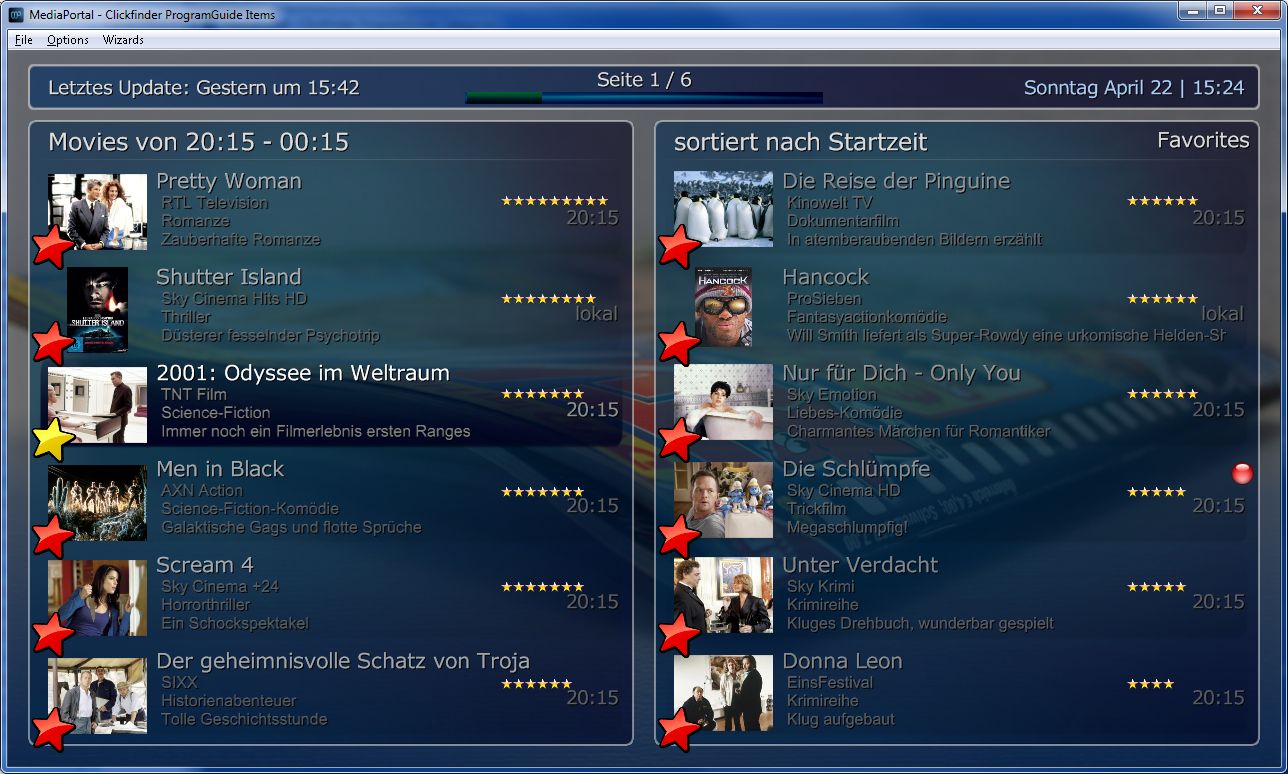 MediaPortal - Clickfinder ProgramGuide Items
File Options Wizards
Letztes Update: Gestern um 15:42
Seite 1 / 6
Sonntag April 22 | 15:24
Movies von 20:15 - 00:15
Pretty Woman
RTL Television
Romanze
20:15
Zauberhafte Romanze
Shutter Island
Sky Cinema Hits HD
Thriller
lokal
Düsterer fesselnder Psychotrip
SHUTTER ISLAND
2001: Odyssee im Weltraum
TNT Film
Science-Fiction
20:15
Immer noch ein Filmerlebnis ersten Ranges
Men in Black
AXN Action
Science-Fiction-Komödie
20:15
Galaktische Gags und flotte Sprüche
Scream 4
Sky Cinema +24
Horrorthriller
20:15
Ein Schockspektakel
Der geheimnisvolle Schatz von Troja
SIXX
Historienabenteuer
20:15
Tolle Geschichtsstunde
sortiert nach Startzeit
Favorites
Die Reise der Pinguine
Kinowelt TV
Dokumentarfilm
20:15
In atemberaubenden Bildern erzählt
Hancock
HANCOCK
ProSieben
Fantasyactionkomödie
lokal
Will Smith liefert als Super-Rowdy eine urkomische Helden-Sr
Nur für Dich - Only You
Sky Emotion
Liebes-Komödie
20:15
Charmantes Märchen für Romantiker
Die Schlümpfe
Sky Cinema HD
Trickfilm
20:15
Megaschlumpfig!
Unter Verdacht
Sky Krimi
Krimireihe
20:15
Kluges Drehbuch, wunderbar gespielt
Donna Leon
EinsFestival
Krimireihe
20:15
Klug aufgebaut